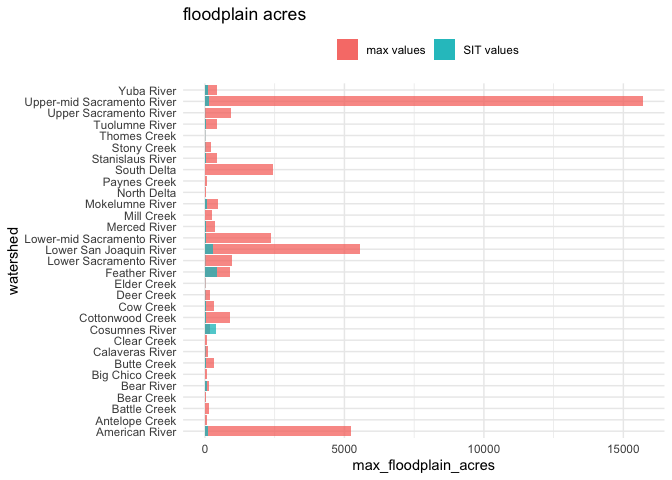 floodplain acres
max values
SIT values
watershed
Yuba River
Upper-mid Sacramento River
Upper Sacramento River
Tuolumne River
Thomes Creek
Stony Creek
Stanislaus River
South Delta
Paynes Creek
North Delta
Mokelumne River
Mill Creek
Merced River
Lower-mid Sacramento River
Lower San Joaquin River
Lower Sacramento River
Feather River
Elder Creek
Deer Creek
Cow Creek
Cottonwood Creek
Cosumnes River
Clear Creek
Calaveras River
Butte Creek
Big Chico Creek
Bear River
Bear Creek
Battle Creek
Antelope Creek
American River
0 5000 10000 15000
max_floodplain_acres